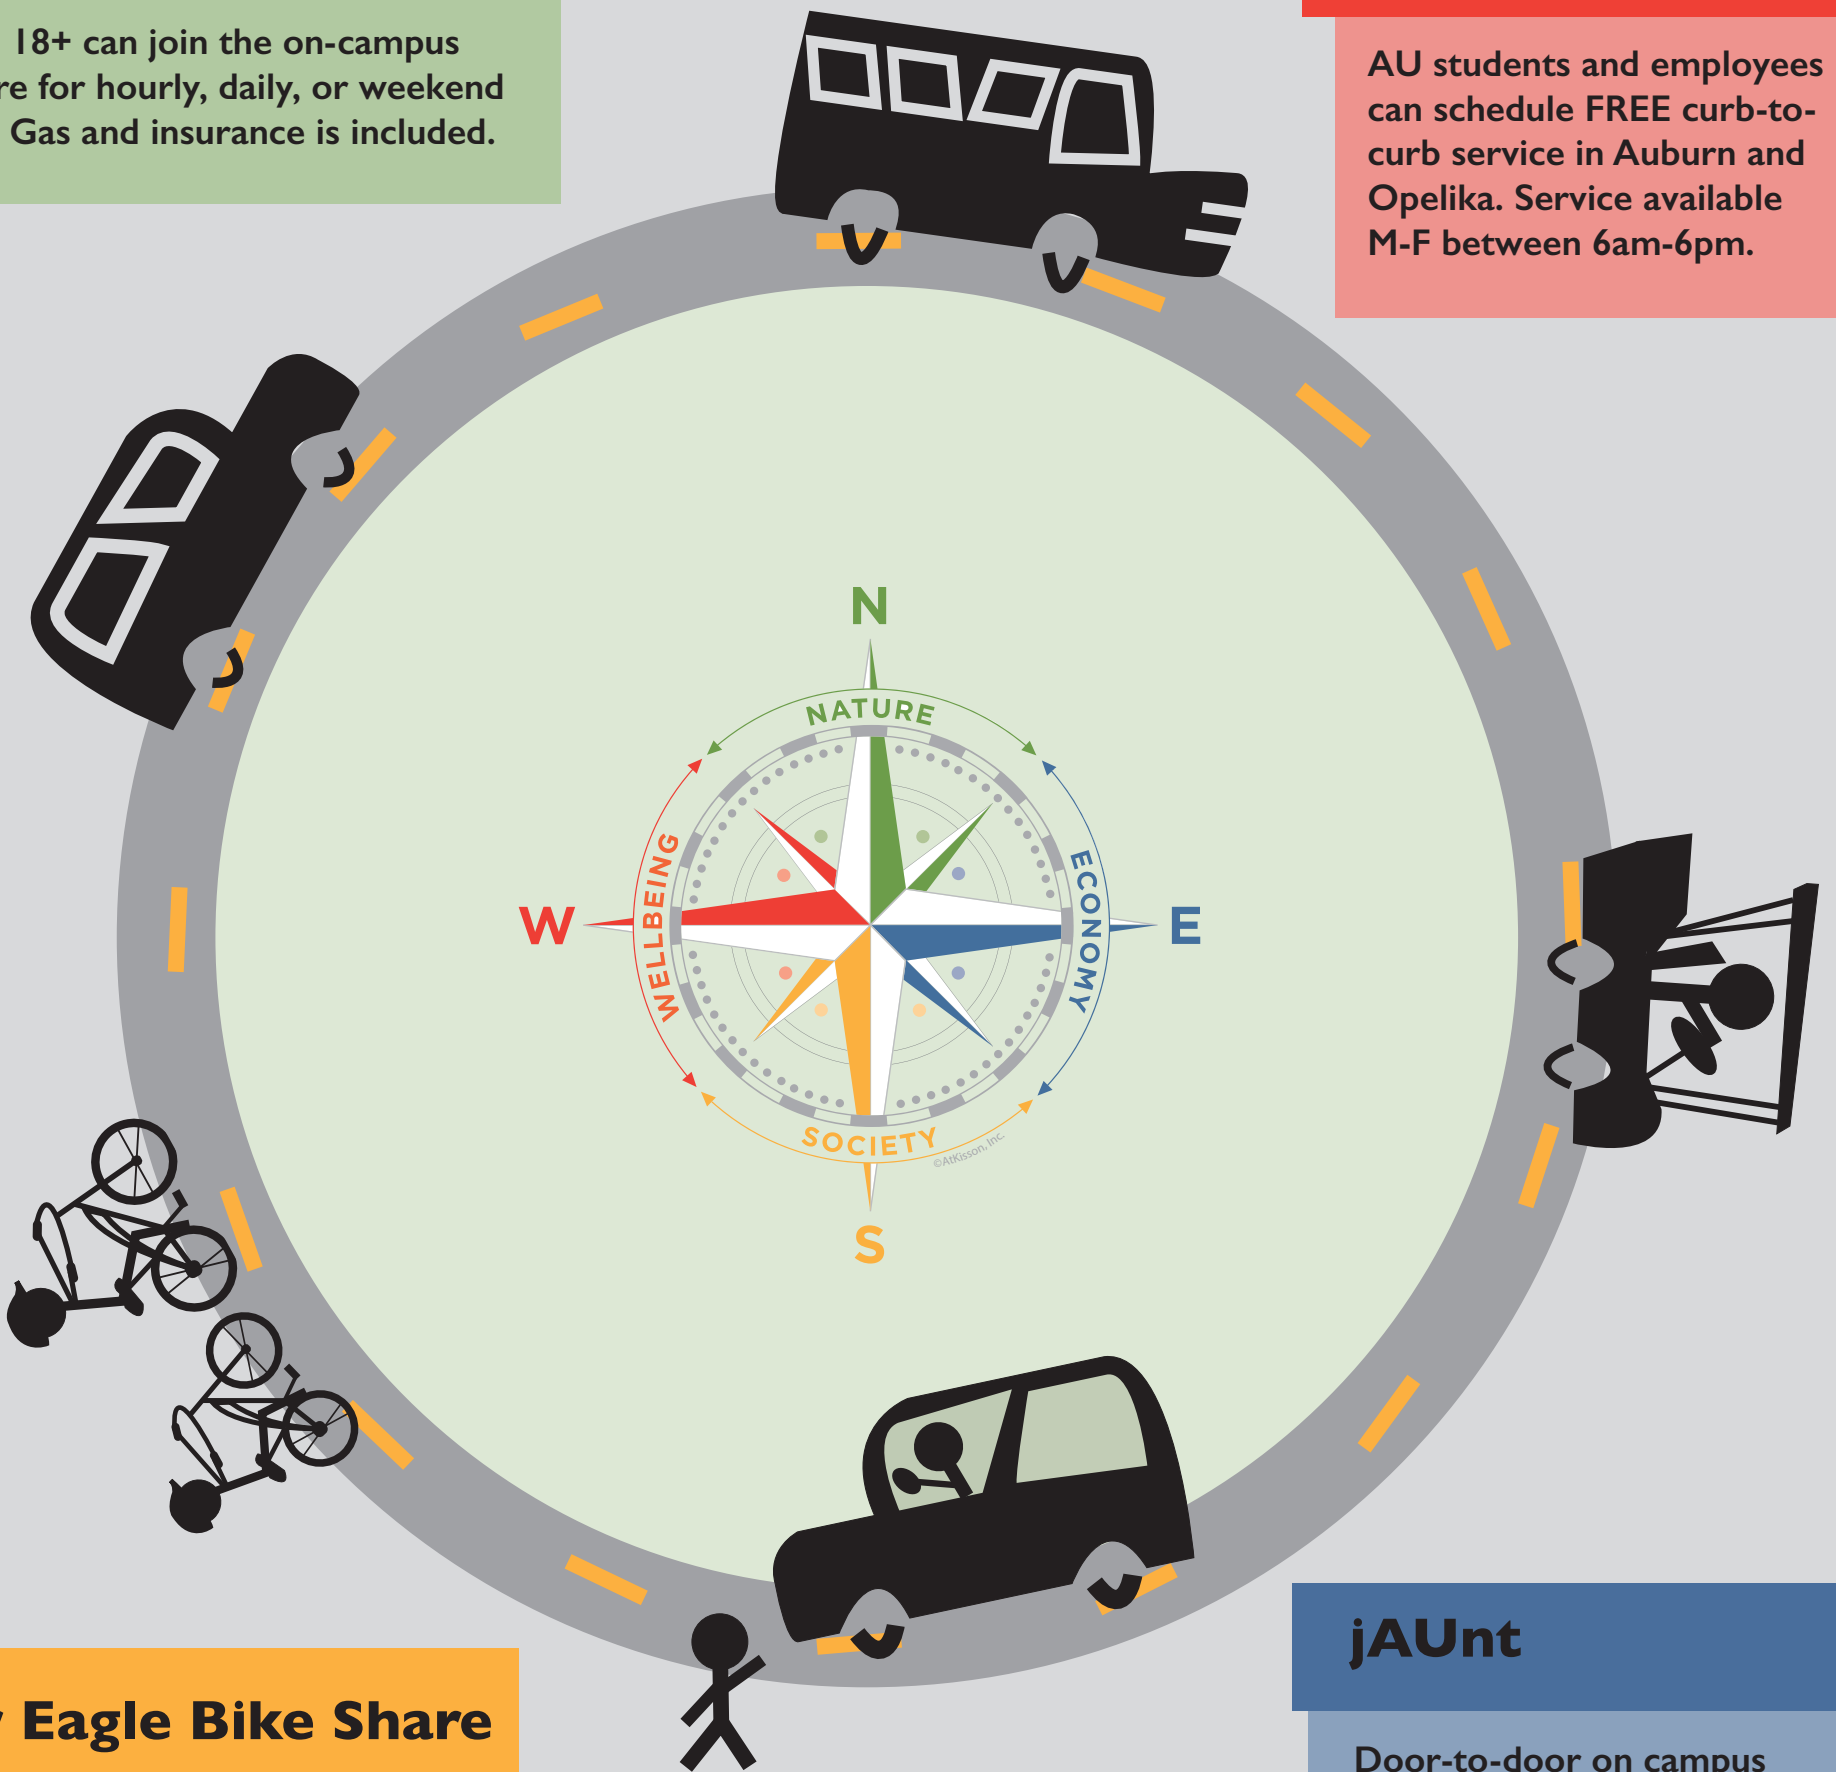 18+ can join the on-campus
re for hourly, daily, or weekend
Gas and insurance is included.
AU students and employees
can schedule FREE curb-to-
curb service in Auburn and
Opelika. Service available
M-F between 6am-6pm.
N
NATURE
W
WELLBEING
ECONOMY
E
SOCIETY
©AtKisson, Inc.
S
Eagle Bike Share
jAUnt
Door-to-door on campus